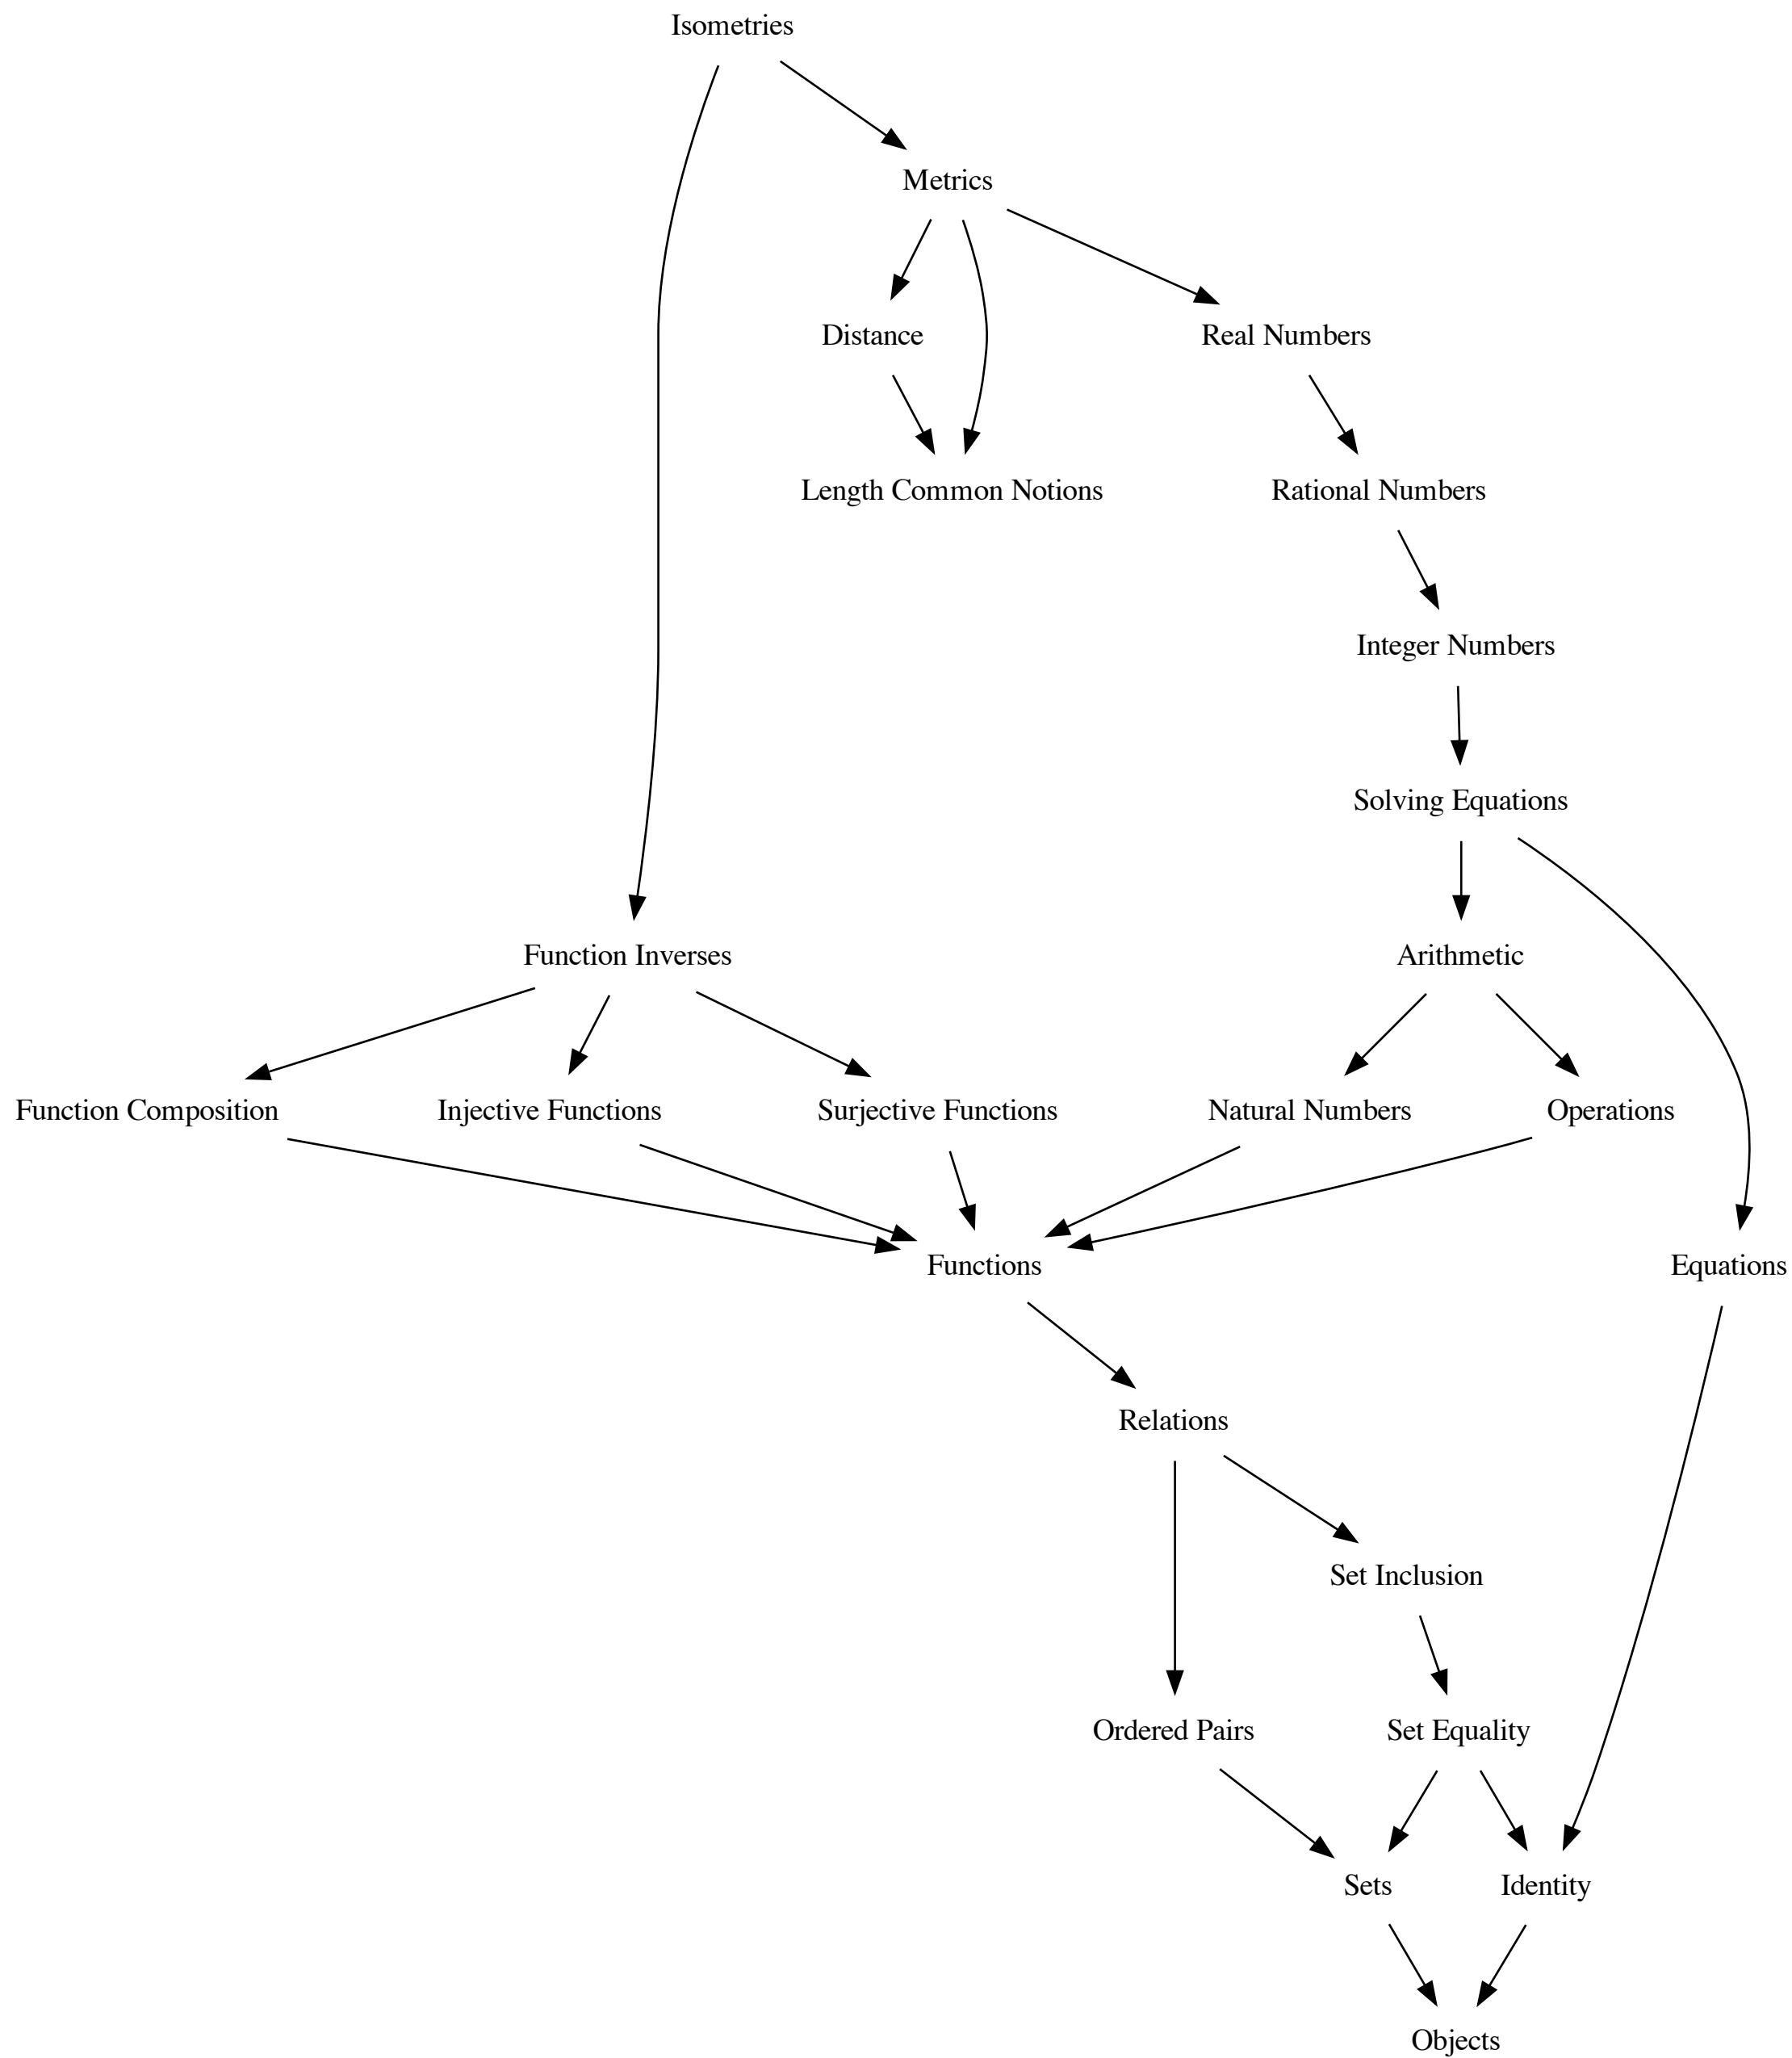 Isometries
Metrics
Distance
Real Numbers
Length Common Notions
Rational Numbers
Integer Numbers
Solving Equations
Function Inverses
Arithmetic
Function Composition
Injective Functions
Surjective Functions
Natural Numbers
Operations
Functions
Equations
Relations
Set Inclusion
Ordered Pairs
Set Equality
Sets
Identity
Objects